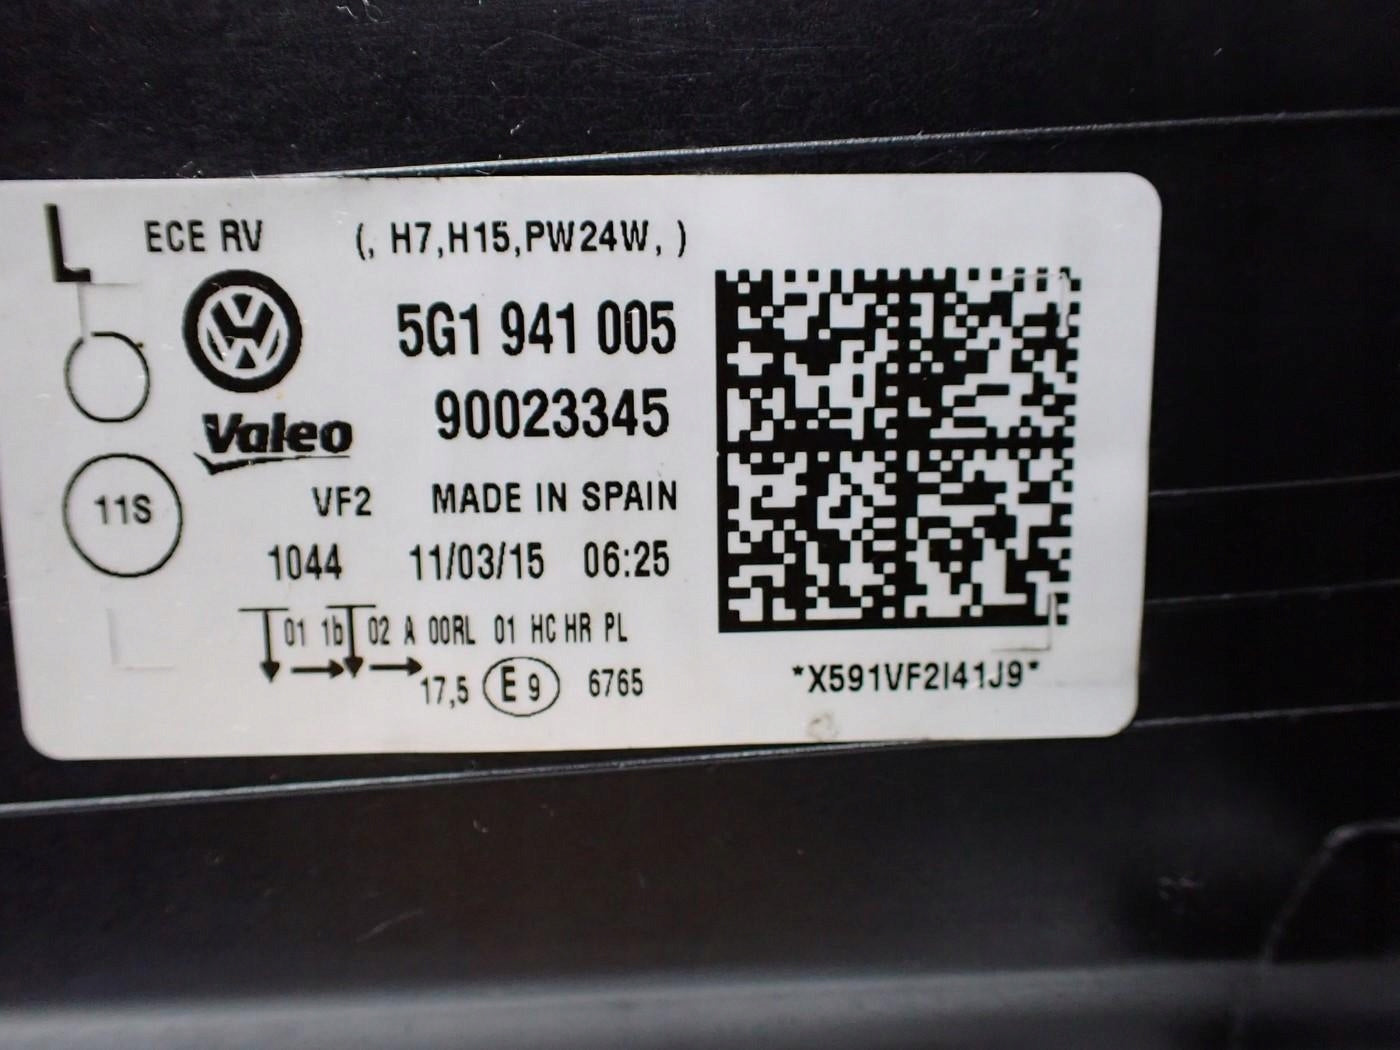 L ECE RV (, H7,H15,PW24W, )
5G1 941 005
Valeo 90023345
11S VF2 MADE IN SPAIN
1044 11/03/15 06:25
01 1b 02 A 00RL 01 HC HR PL
17,5 E9 6765
*X591VF2I41J9*